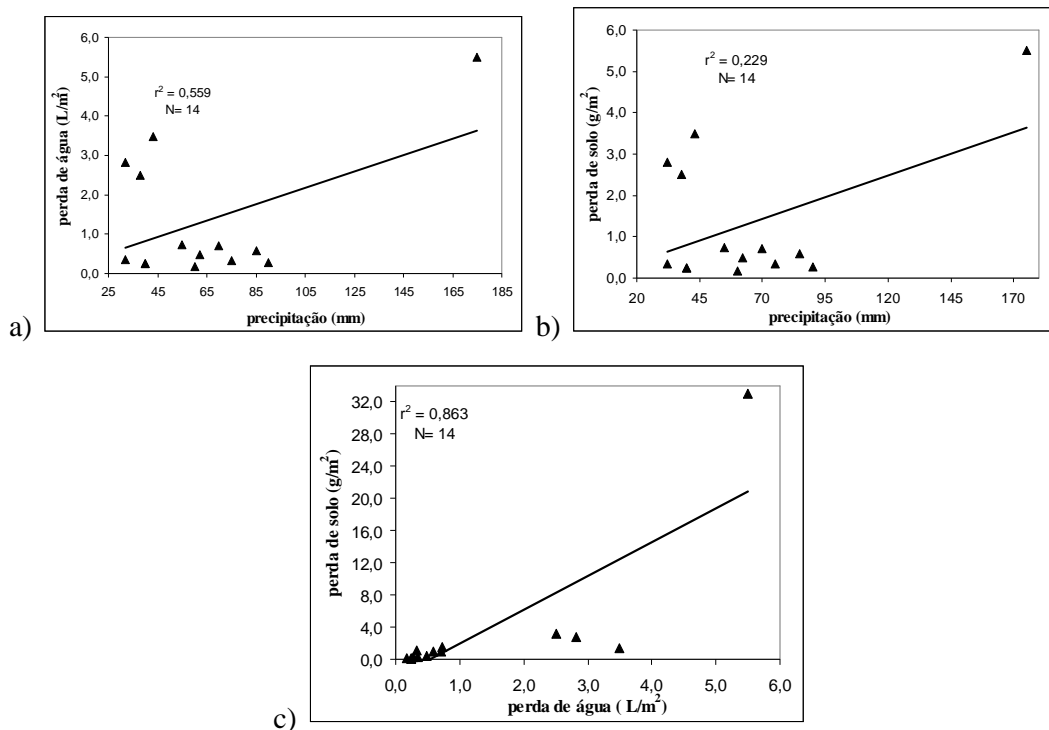 6,0
5,0
4,0
3,0
2,0
1,0
0,0
perda de água (L/m²)
r² = 0,559
N= 14
25 45 65 85 105 125 145 165 185
precipitação (mm)
a)
6,0
5,0
4,0
3,0
2,0
1,0
0,0
perda de solo (g/m²)
r² = 0,229
N= 14
20 45 70 95 120 145 170
precipitação (mm)
b)
32,0
28,0
24,0
20,0
16,0
12,0
8,0
4,0
0,0
perda de solo (g/m²)
r² = 0,863
N= 14
0,0 1,0 2,0 3,0 4,0 5,0 6,0
perda de água ( L/m²)
c)